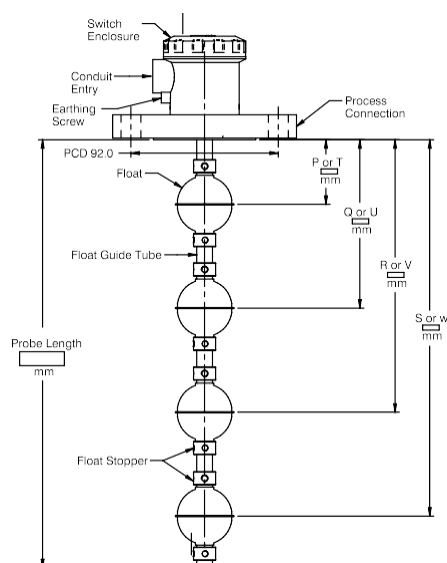 Switch
Enclosure
Conduit
Entry
Earthing
Screw
Process
Connection
PCD 92.0
P or T
mm
Float
Q or U
mm
Float Guide Tube
R or V
mm
S or w
mm
Probe Length
mm
Float Stopper